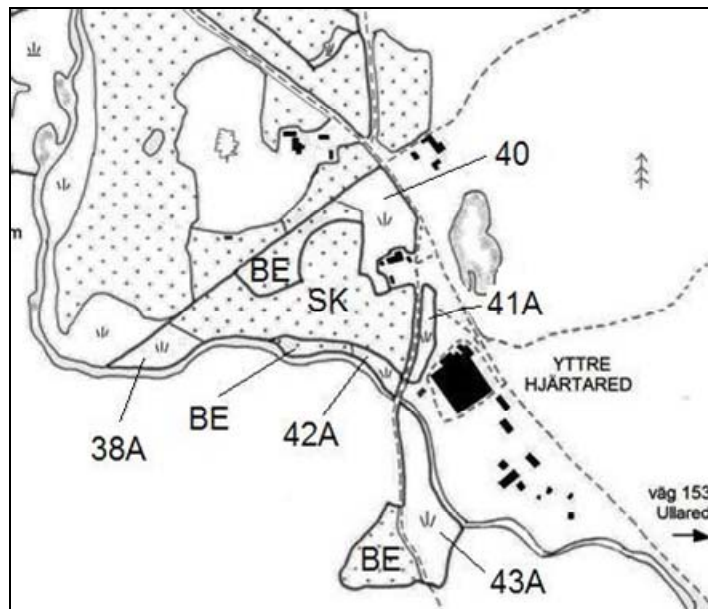 40
m
BE
SK
41A
YTTRE
HJÄRTARED
BE
42A
38A
väg 153
Ullared
BE
43A